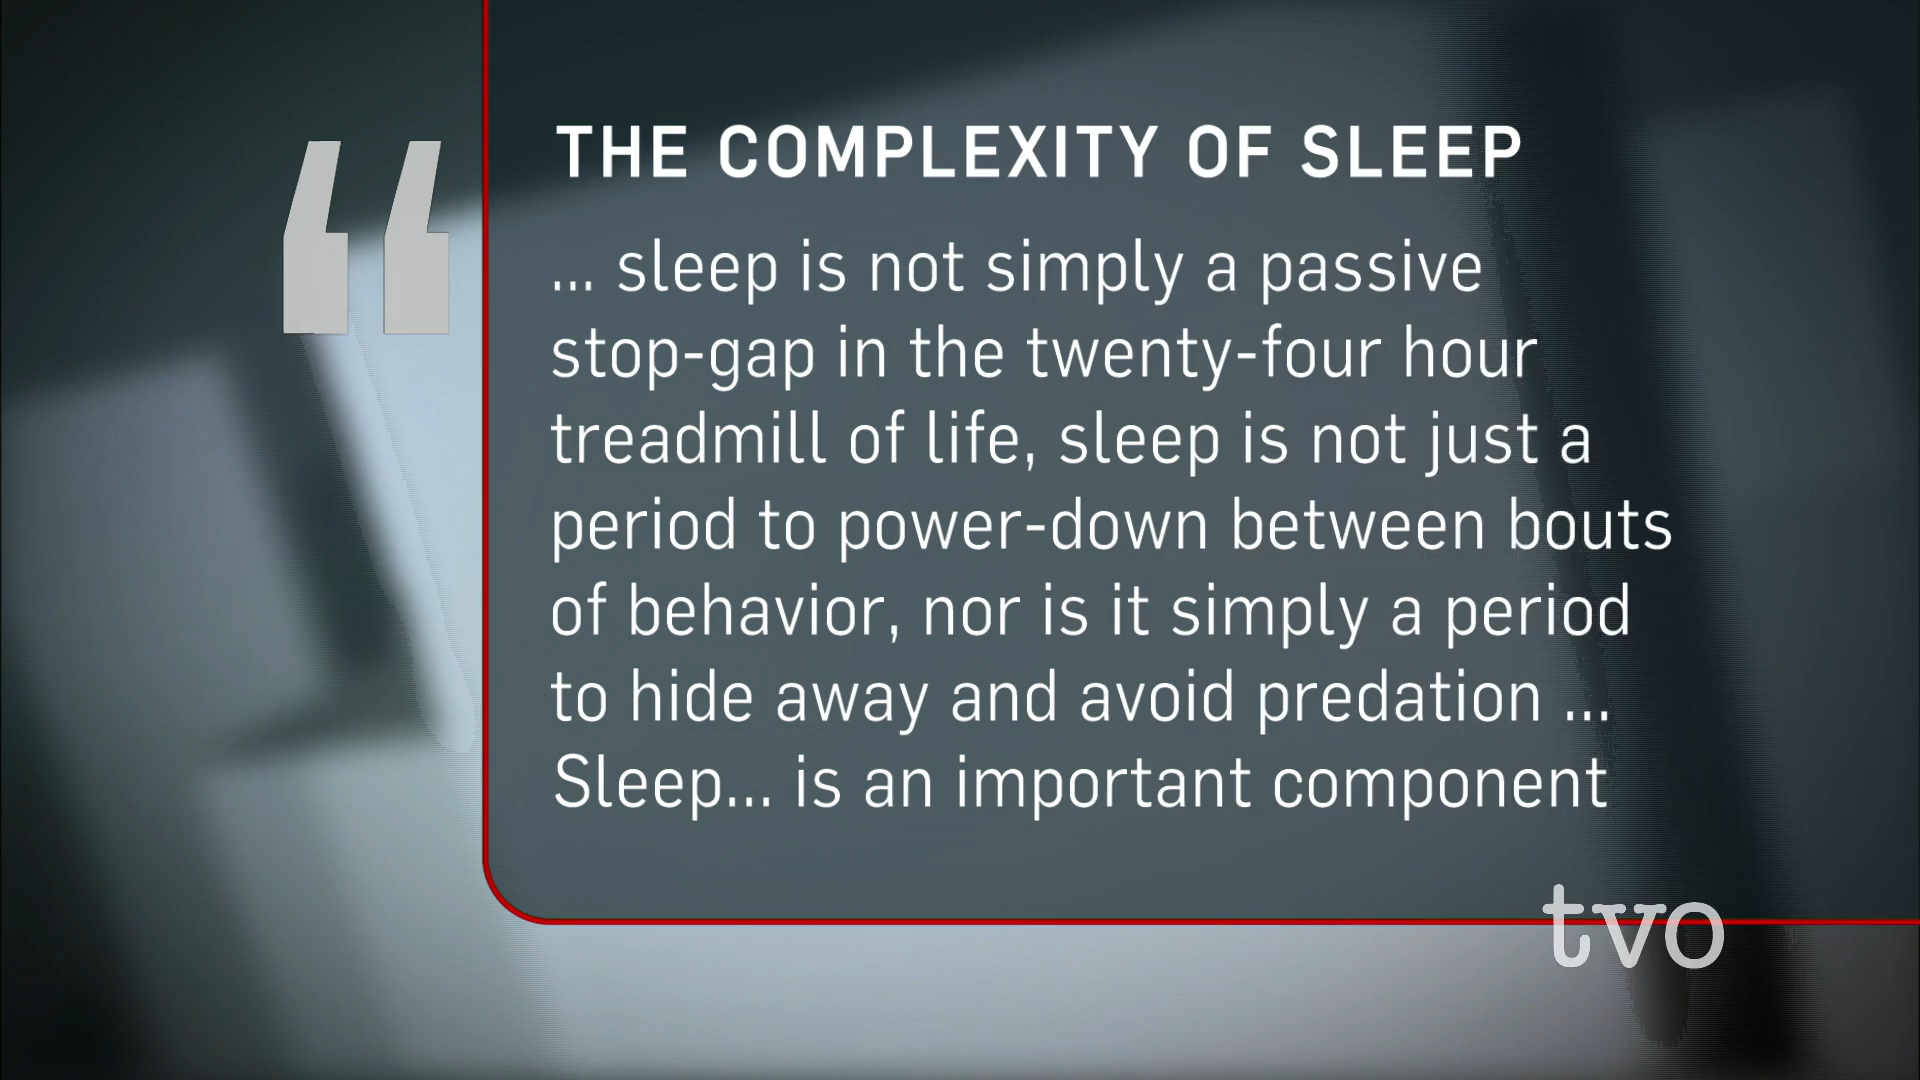 “
THE COMPLEXITY OF SLEEP
... sleep is not simply a passive
stop-gap in the twenty-four hour
treadmill of life, sleep is not just a
period to power-down between bouts
of behavior, nor is it simply a period
to hide away and avoid predation ...
Sleep... is an important component
tvo